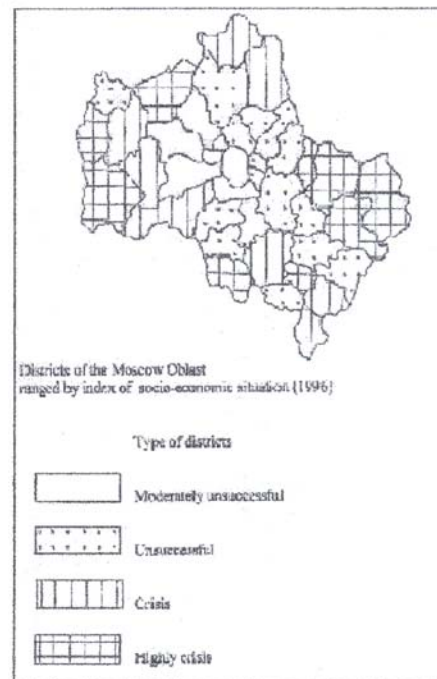 Districts of the Moscow Oblast
ranged by index of socio-economic situation (1996)
Type of districts
Moderately unsuccessful
Unsuccessful
Crisis
Highly crisis